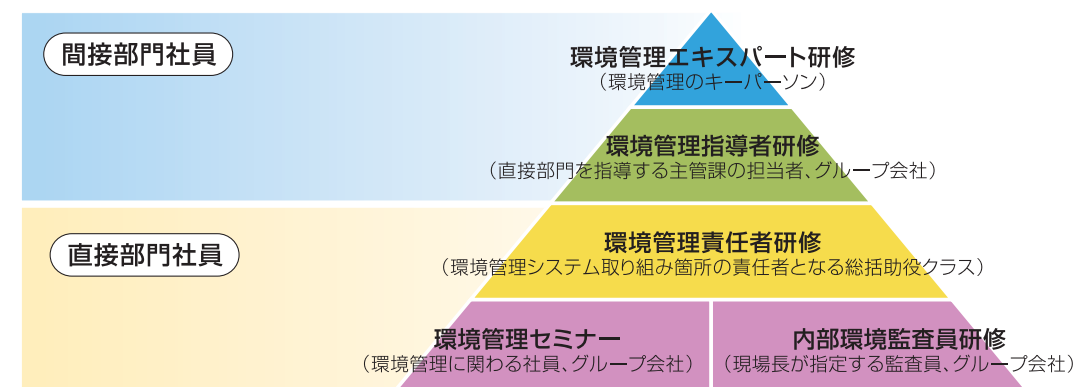 間接部門社員
環境管理エキスパート研修
（環境管理のキーパーソン）
環境管理指導者研修
（直接部門を指導する主管課の担当者、グループ会社）
直接部門社員
環境管理責任者研修
（環境管理システム取り組み箇所の責任者となる総括助役クラス）
環境管理セミナー
（環境管理に関わる社員、グループ会社）
内部環境監査員研修
（現場長が指定する監査員、グループ会社）